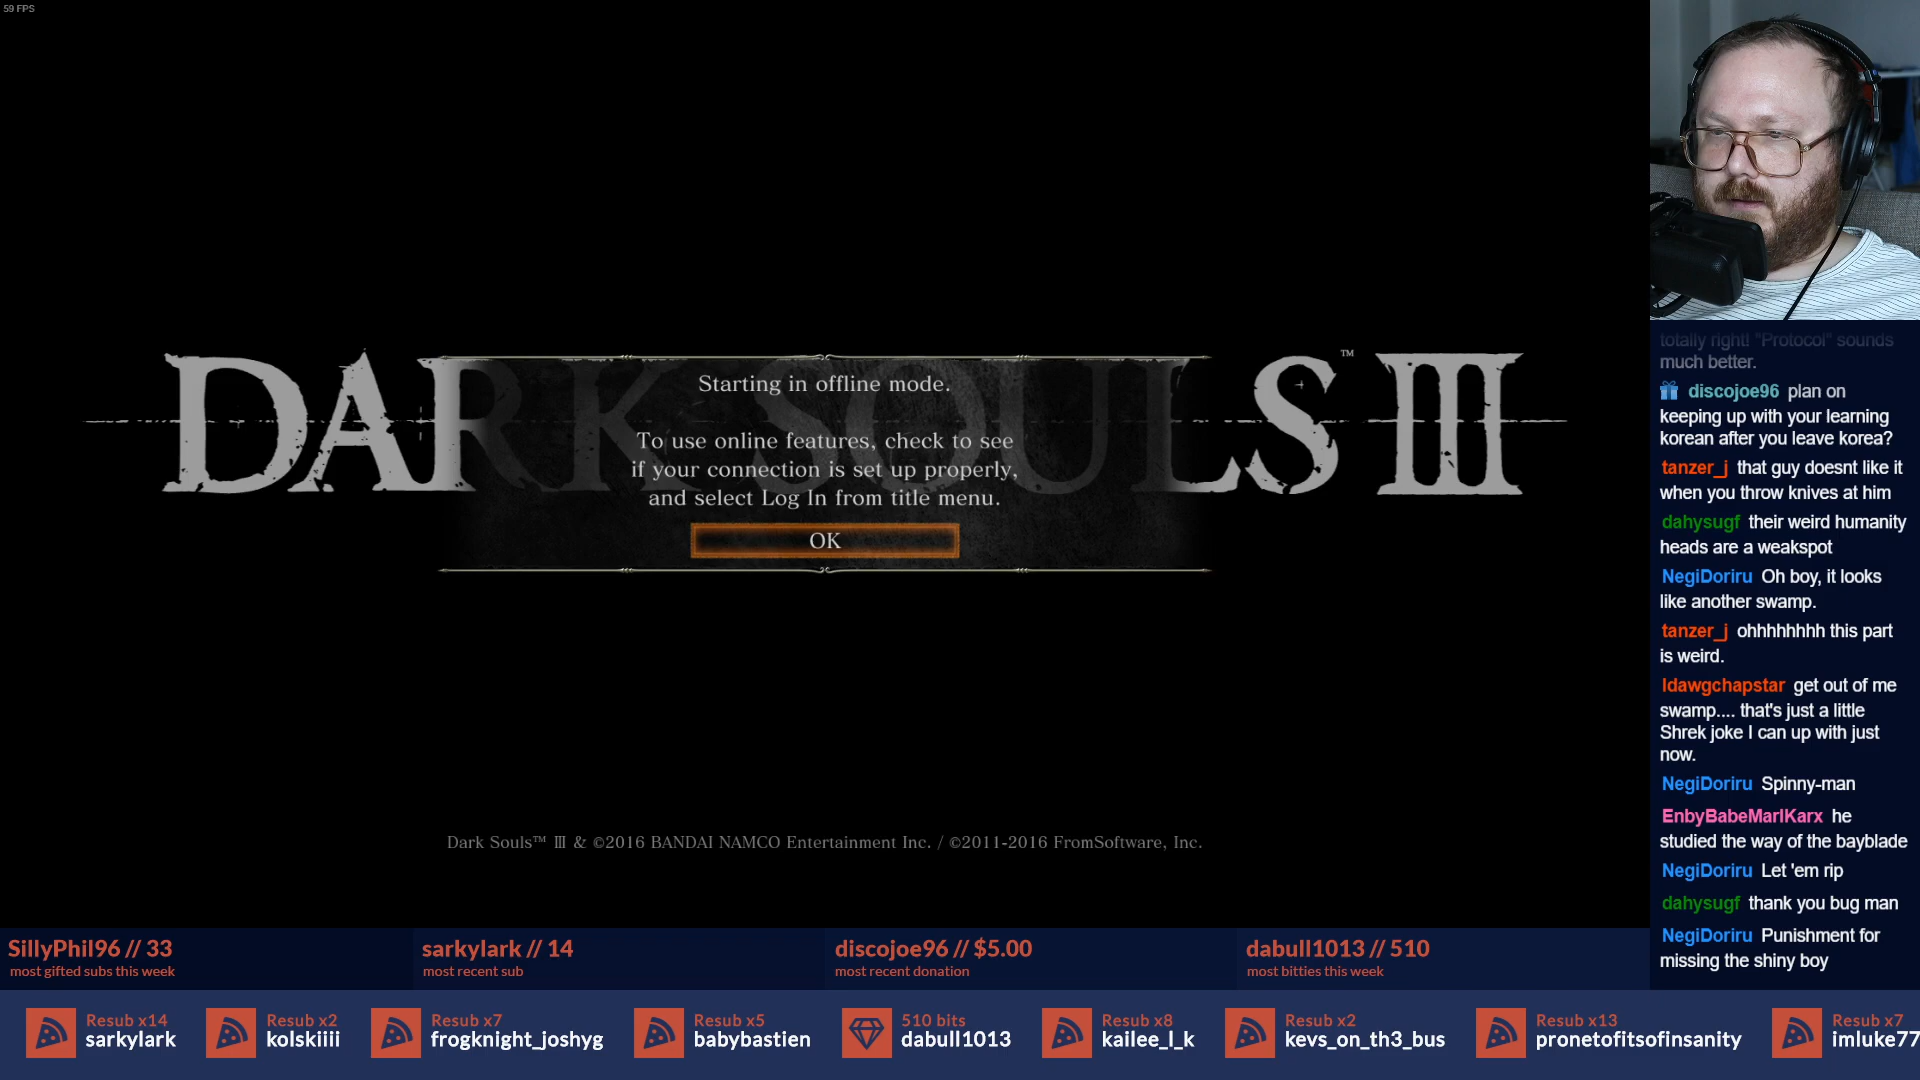 59 FPS
DARK SOULS III
™
Starting in offline mode.
To use online features, check to see
if your connection is set up properly,
and select Log In from title menu.
OK
Dark Souls™ III & ©2016 BANDAI NAMCO Entertainment Inc. / ©2011-2016 FromSoftware, Inc.
totally right! "Protocol" sounds
much better.
discojoe96 plan on
keeping up with your learning
korean after you leave korea?
tanzer_j that guy doesnt like it
when you throw knives at him
dahysugf their weird humanity
heads are a weakspot
NegiDoriru Oh boy, it looks
like another swamp.
tanzer_j ohhhhhhhh this part
is weird.
ldawgchapstar get out of me
swamp.... that's just a little
Shrek joke I can up with just
now.
NegiDoriru Spinny-man
EnbyBabeMarlKarx he
studied the way of the bayblade
NegiDoriru Let 'em rip
dahysugf thank you bug man
NegiDoriru Punishment for
missing the shiny boy
SillyPhil96 // 33
most gifted subs this week
sarkylark // 14
most recent sub
discojoe96 // $5.00
most recent donation
dabull1013 // 510
most bitties this week
Resub x14
sarkylark
Resub x2
kolskiiii
Resub x7
frogknight_joshyg
Resub x5
babybastien
510 bits
dabull1013
Resub x8
kailee_l_k
Resub x2
kevs_on_th3_bus
Resub x13
pronetofitsofinsanity
Resub x7
imluke77